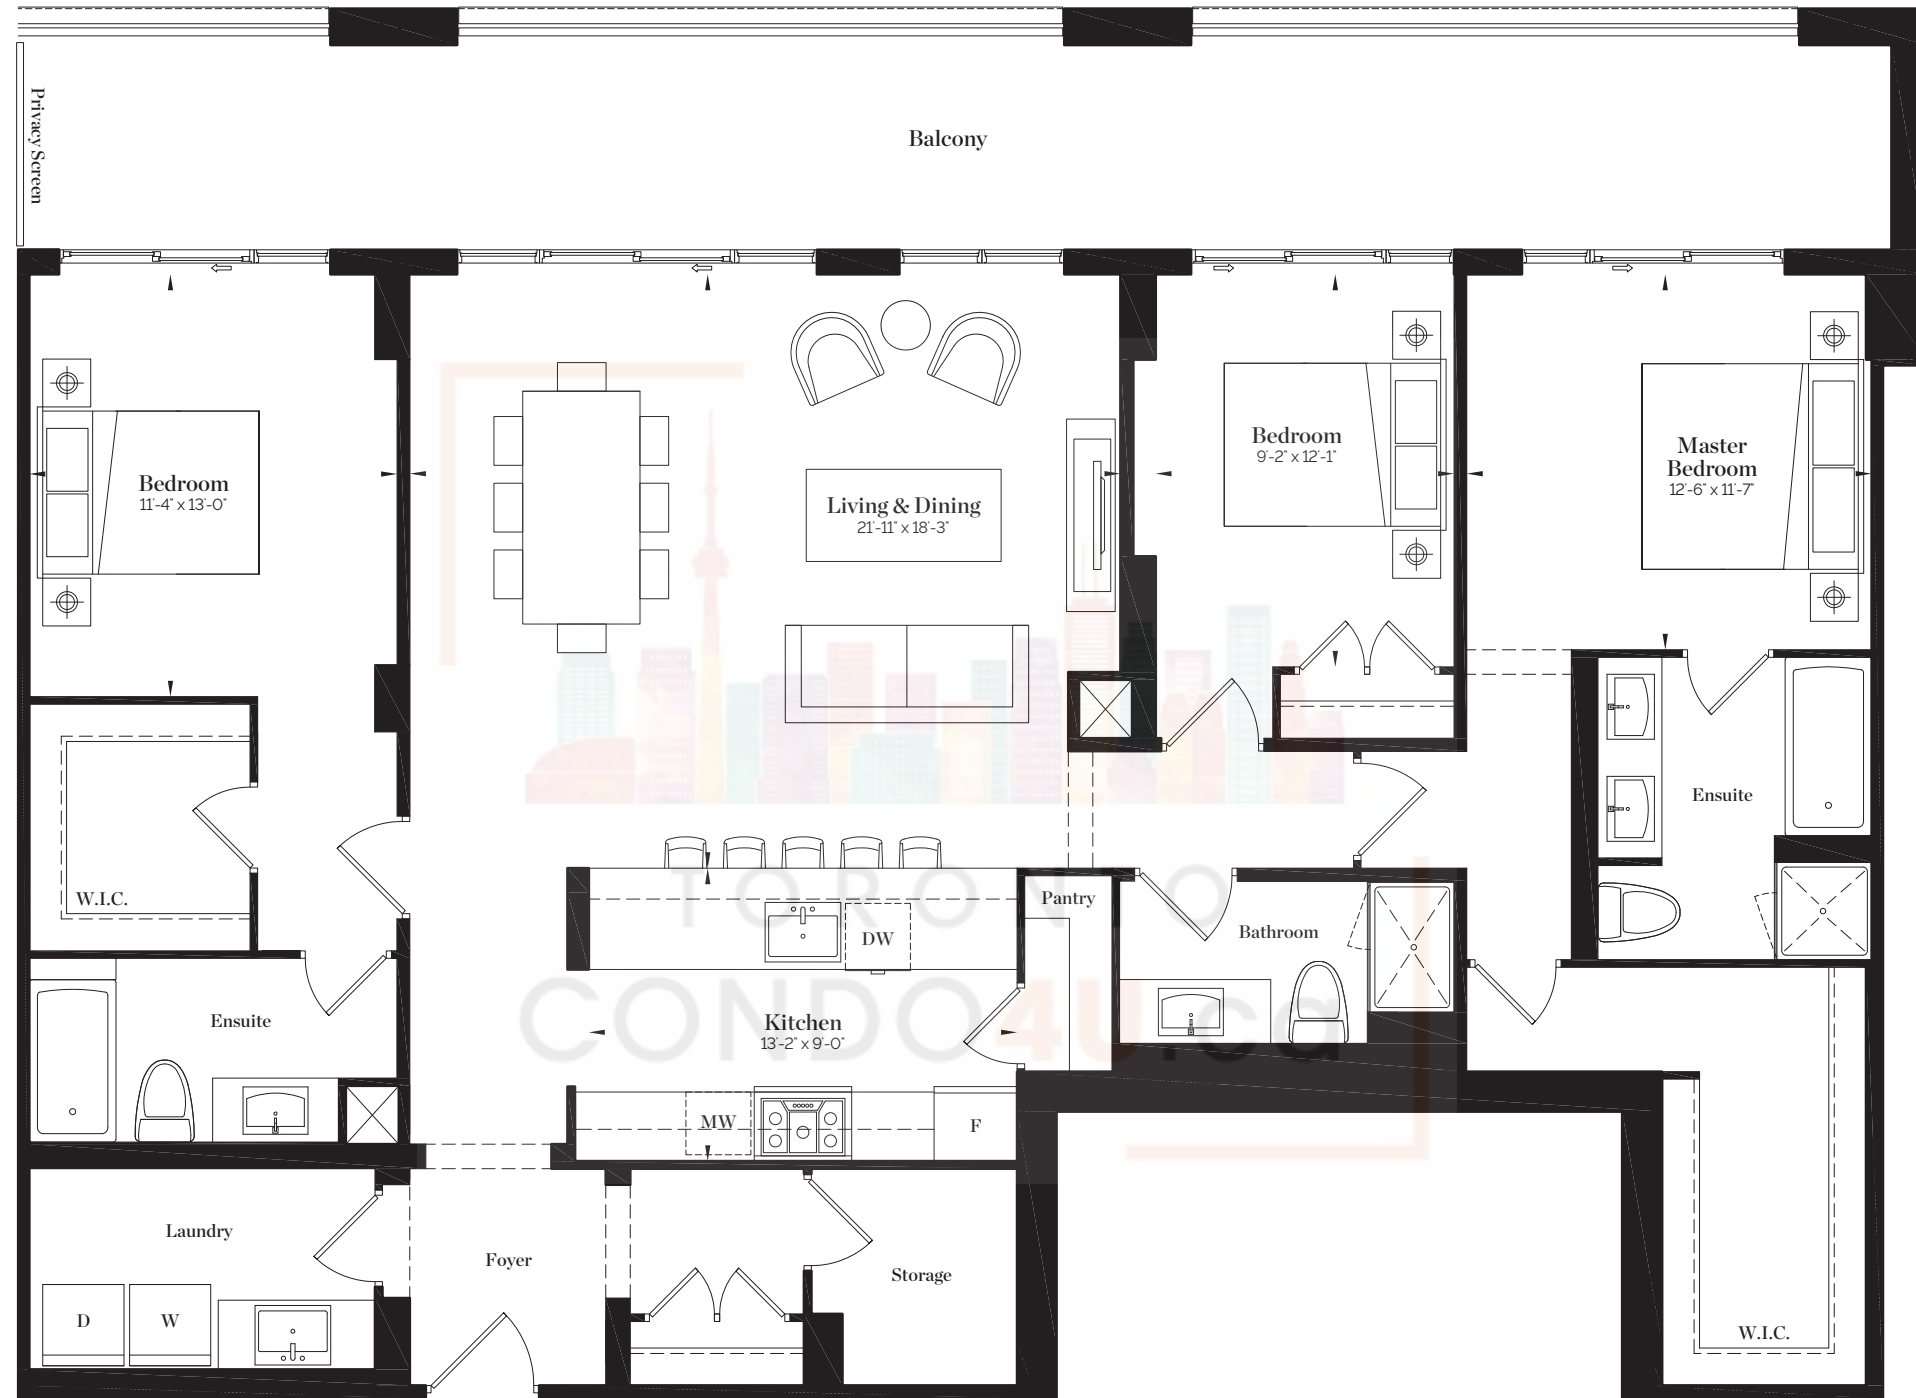 Privacy Screen
Balcony
Bedroom
11'-4" x 13'-0"
Living & Dining
21'-11" x 18'-3"
Bedroom
9'-2" x 12'-1"
Master
Bedroom
12'-6" x 11'-7"
W.I.C.
Ensuite
Ensuite
TORONTO
CONDO4U.ca
Pantry
Bathroom
DW
Kitchen
13'-2" x 9'-0"
MW
F
Laundry
D
W
Foyer
Storage
W.I.C.